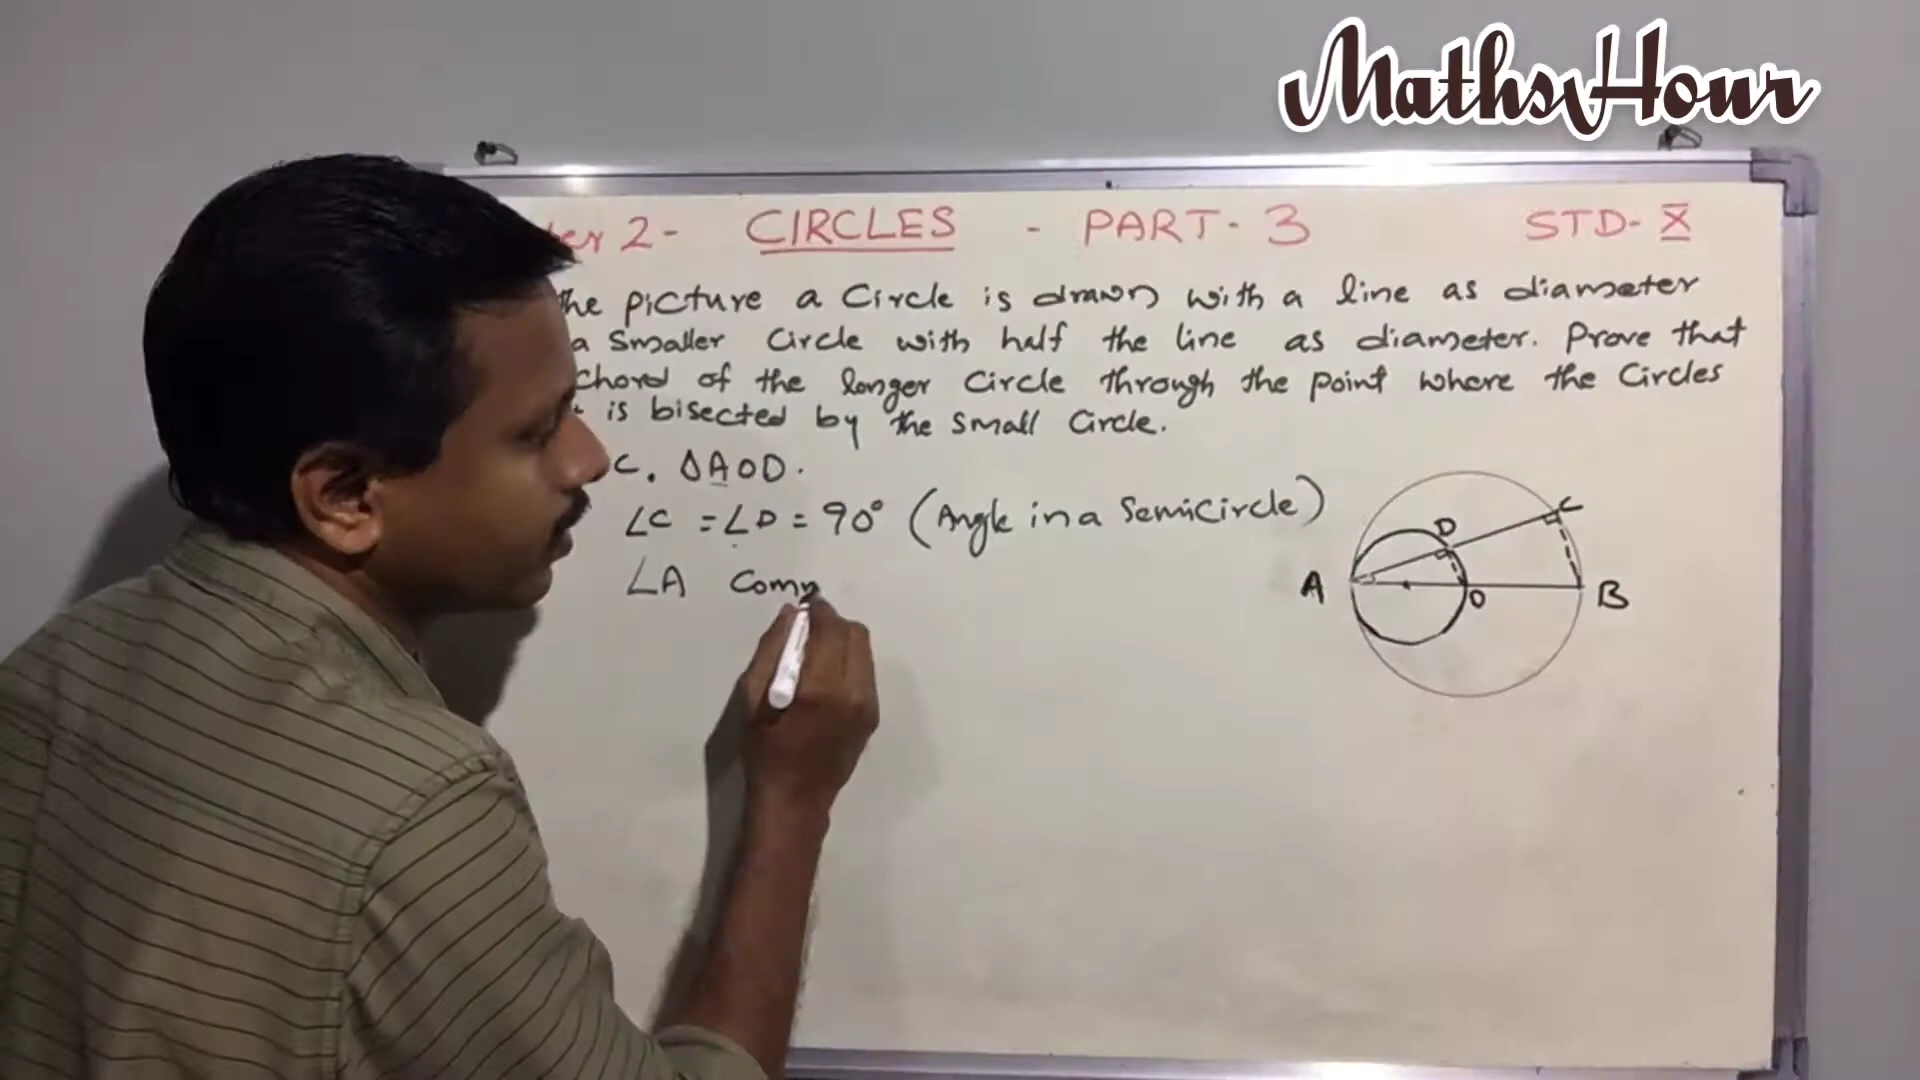 MathsHour
2 - CIRCLES - PART - 3 STD - X
the picture a Circle is drawn with a line as diameter
a Smaller Circle with half the line as diameter. Prove that
Chord of the larger Circle through the point where the Circles
is bisected by the small Circle.
C. ΔAOD.
∠C = ∠D = 90° (Angle in a Semicircle)
∠A Comm
A D C O B